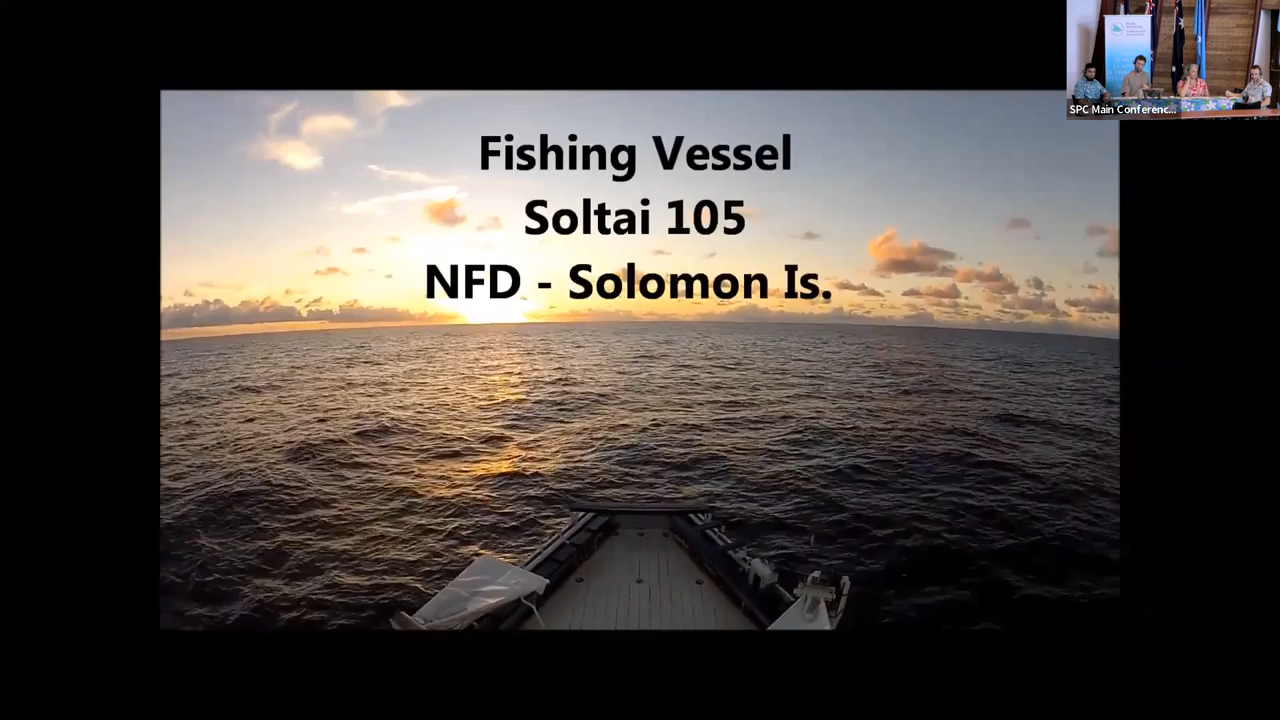 Fishing Vessel
Soltai 105
NFD - Solomon Is.
SPC Main Conferenc...